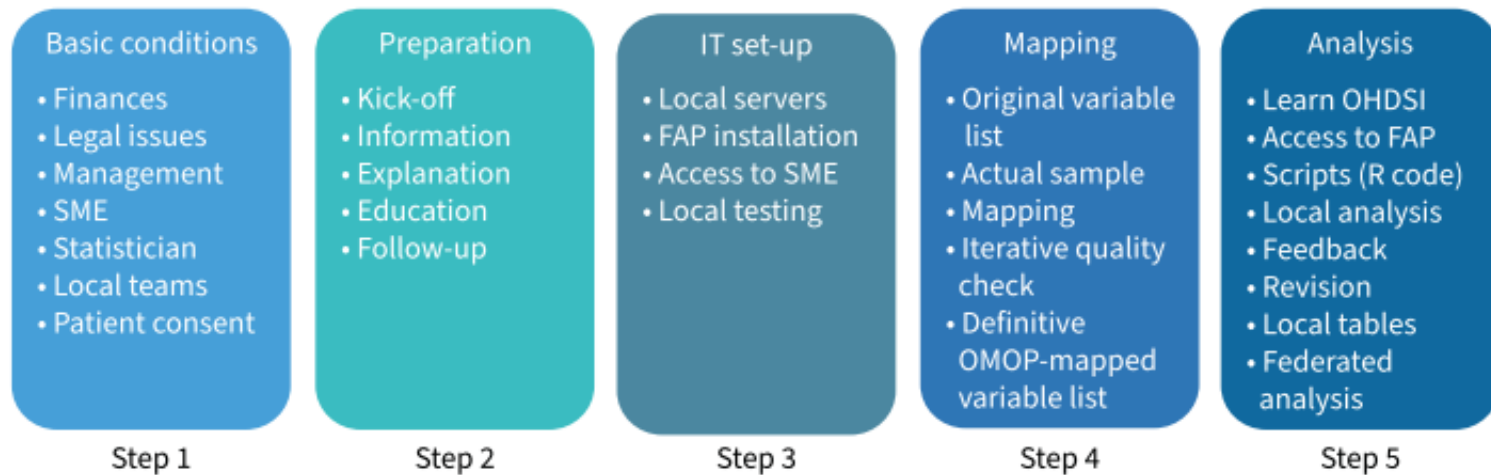 Basic conditions
• Finances
• Legal issues
• Management
• SME
• Statistician
• Local teams
• Patient consent
Step 1
Preparation
• Kick-off
• Information
• Explanation
• Education
• Follow-up
Step 2
IT set-up
• Local servers
• FAP installation
• Access to SME
• Local testing
Step 3
Mapping
• Original variable
list
• Actual sample
• Mapping
• Iterative quality
check
• Definitive
OMOP-mapped
variable list
Step 4
Analysis
• Learn OHDSI
• Access to FAP
• Scripts (R code)
• Local analysis
• Feedback
• Revision
• Local tables
• Federated
analysis
Step 5